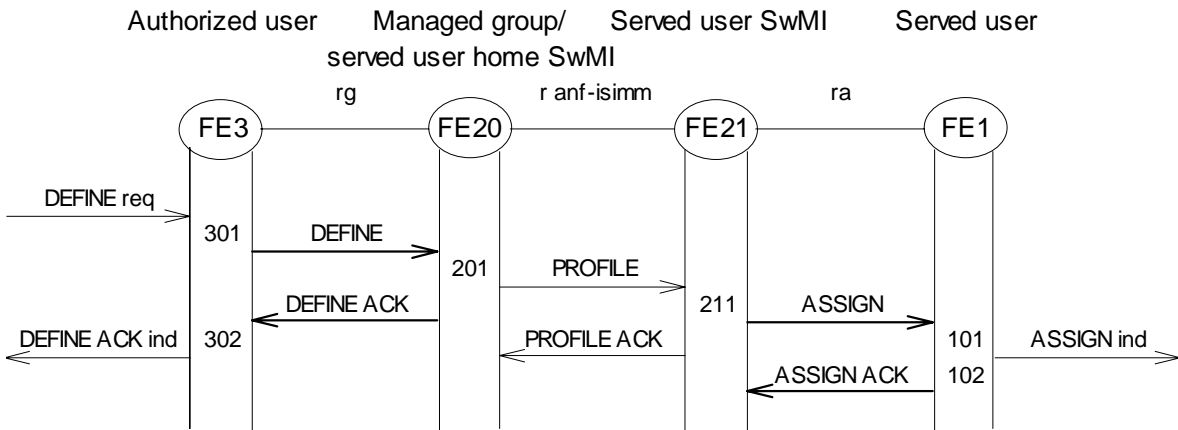 Authorized user
Managed group/
served user home SwMI
Served user SwMI
Served user
rg
r anf-isimm
ra
FE3
FE20
FE21
FE1
DEFINE req
301
DEFINE
201
PROFILE
DEFINE ACK
211
ASSIGN
DEFINE ACK ind
302
PROFILE ACK
101
ASSIGN ind
ASSIGN ACK
102